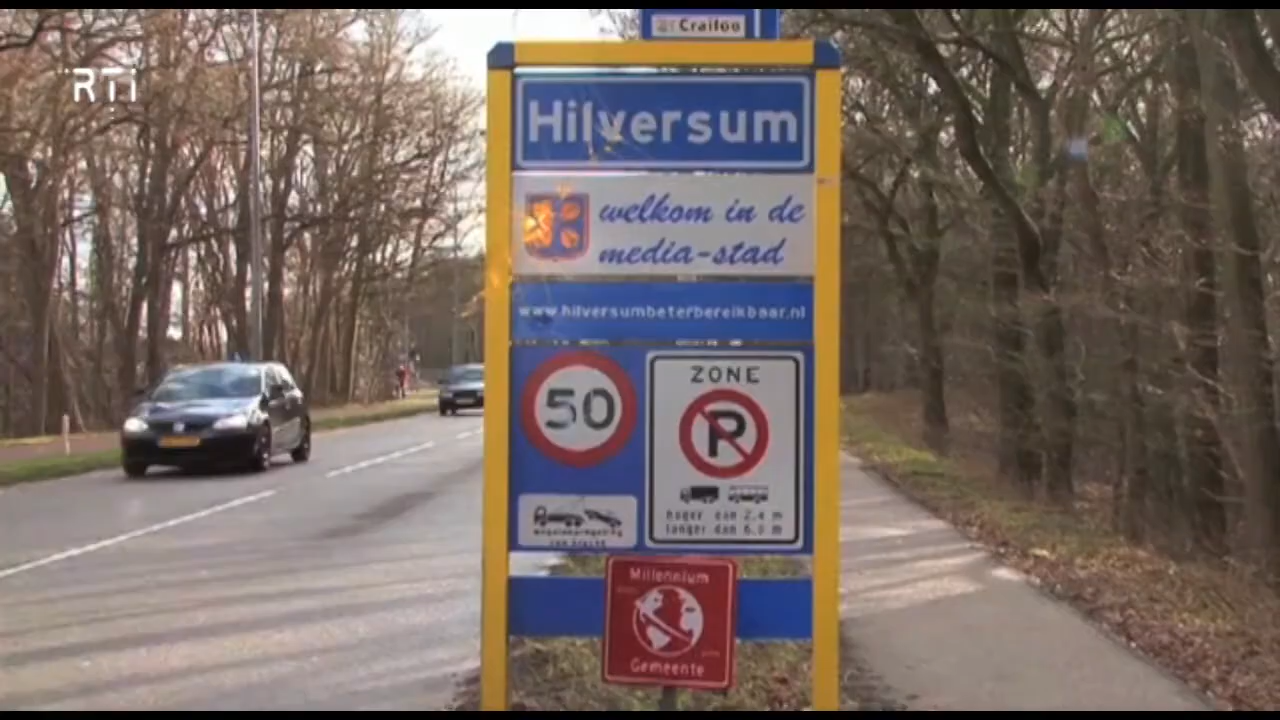 RTi
Crailoo
Hilversum
welkom in de
media-stad
www.hilversumbeterbereikbaar.nl
50
ZONE
P
hoger dan 2,4 m
langer dan 6,0 m
Millennium
Gemeente